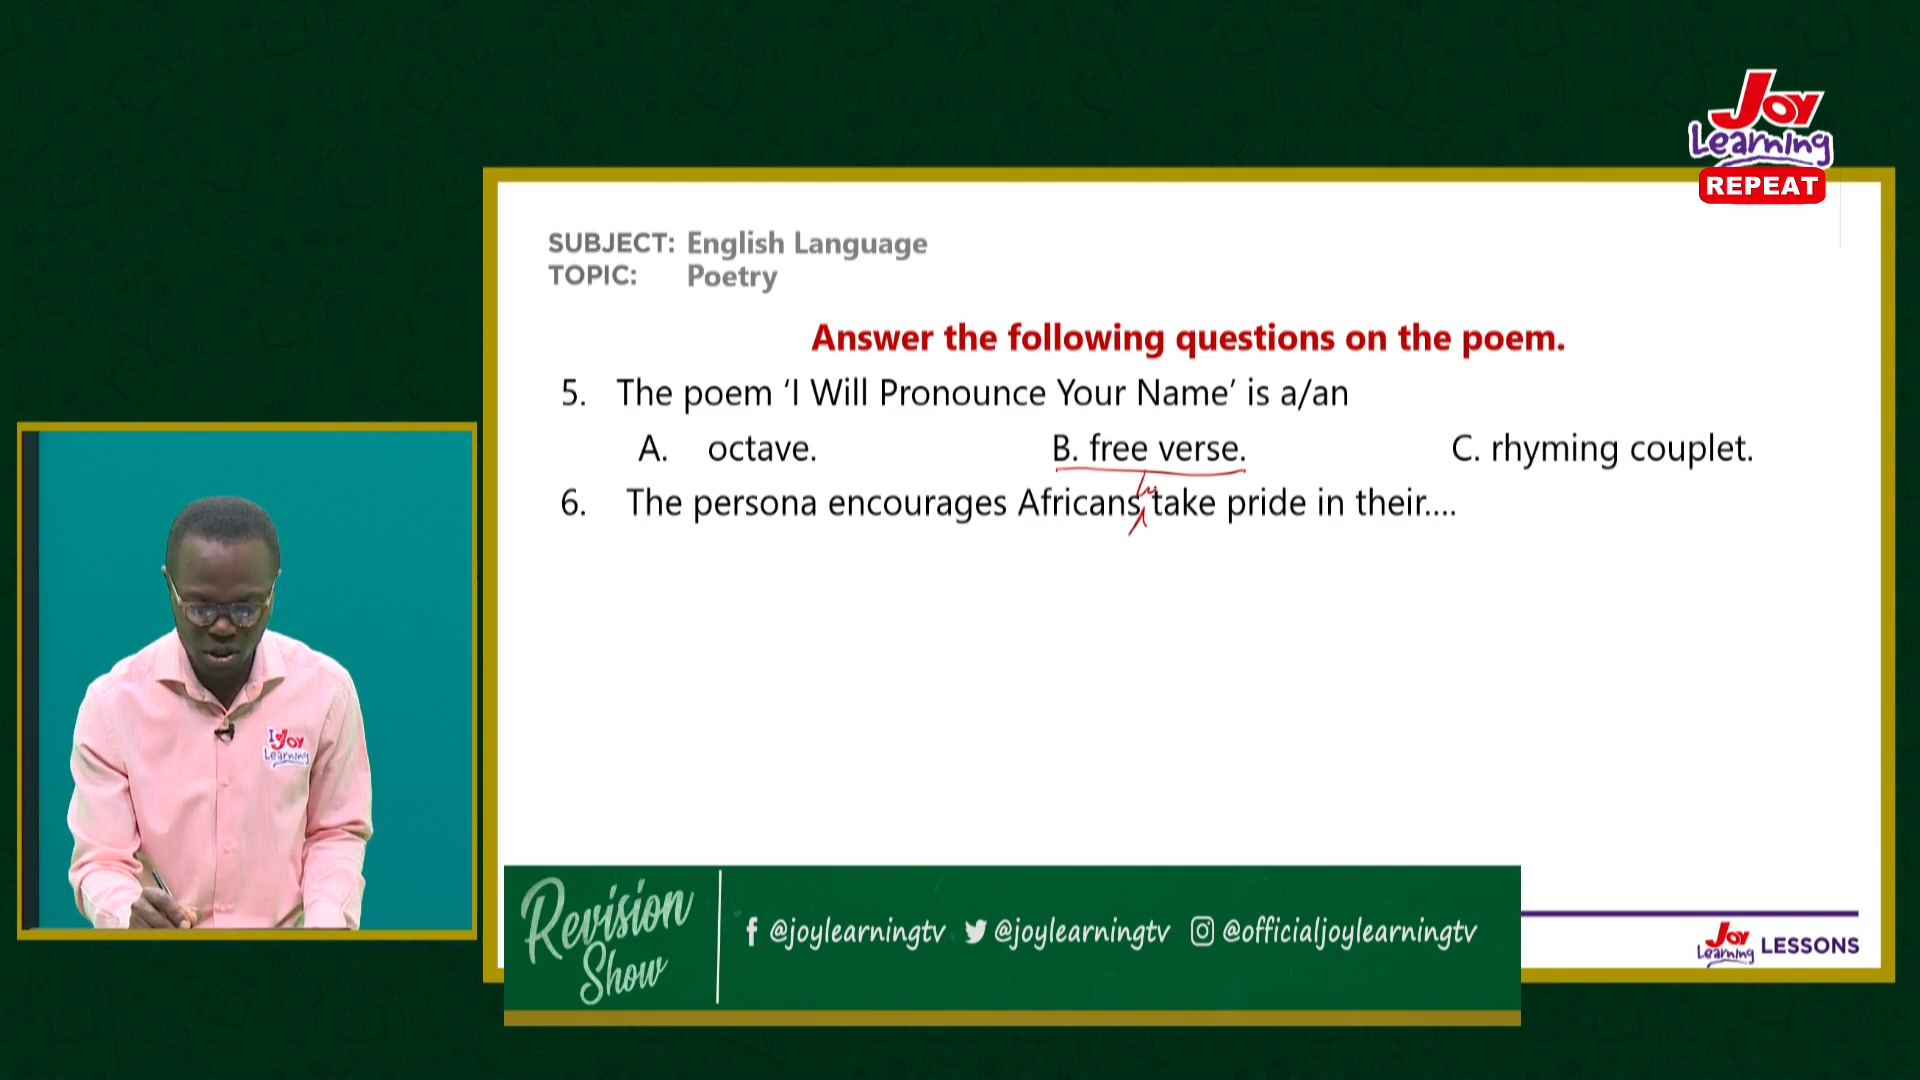 Joy
Learning
REPEAT
SUBJECT: English Language
TOPIC: Poetry
Answer the following questions on the poem.
5. The poem ‘I Will Pronounce Your Name’ is a/an
A. octave. B. free verse. C. rhyming couplet.
to
6. The persona encourages Africans take pride in their....
I Joy
Learning
Revision
Show
@joylearningtv @joylearningtv @officialjoylearningtv
Joy
Learning LESSONS